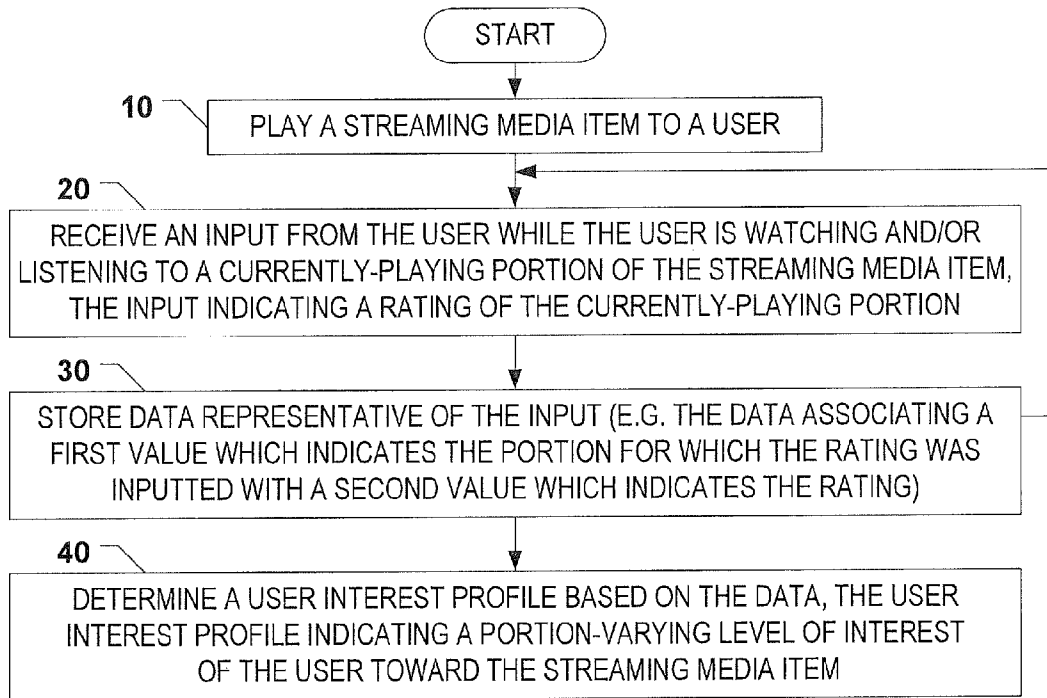 START
10
PLAY A STREAMING MEDIA ITEM TO A USER
20
RECEIVE AN INPUT FROM THE USER WHILE THE USER IS WATCHING AND/OR
LISTENING TO A CURRENTLY-PLAYING PORTION OF THE STREAMING MEDIA ITEM,
THE INPUT INDICATING A RATING OF THE CURRENTLY-PLAYING PORTION
30
STORE DATA REPRESENTATIVE OF THE INPUT (E.G. THE DATA ASSOCIATING A
FIRST VALUE WHICH INDICATES THE PORTION FOR WHICH THE RATING WAS
INPUTTED WITH A SECOND VALUE WHICH INDICATES THE RATING)
40
DETERMINE A USER INTEREST PROFILE BASED ON THE DATA, THE USER
INTEREST PROFILE INDICATING A PORTION-VARYING LEVEL OF INTEREST
OF THE USER TOWARD THE STREAMING MEDIA ITEM